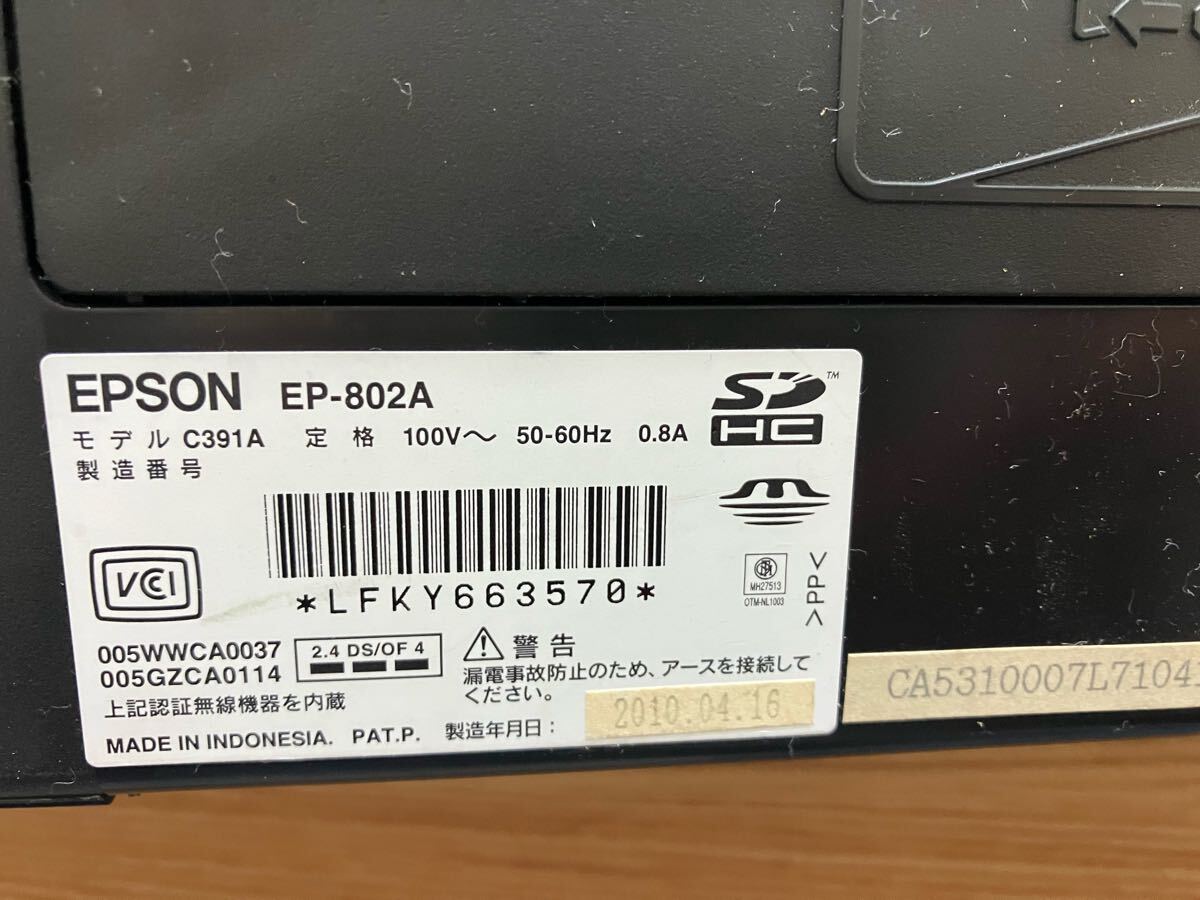 EPSON EP-802A
SD HC™
モデル C391A 定格 100V～ 50-60Hz 0.8A
製造番号
*LFKY663570*
VCCI
MH27513
OTM-NL1003
>PP<
005WWCA0037
005GZCA0114
2.4 DS/OF 4
上記認証無線機器を内蔵
警告
漏電事故防止のため、アースを接続して
ください。
MADE IN INDONESIA. PAT.P. 製造年月日： 2010.04.16
CA5310007L7104